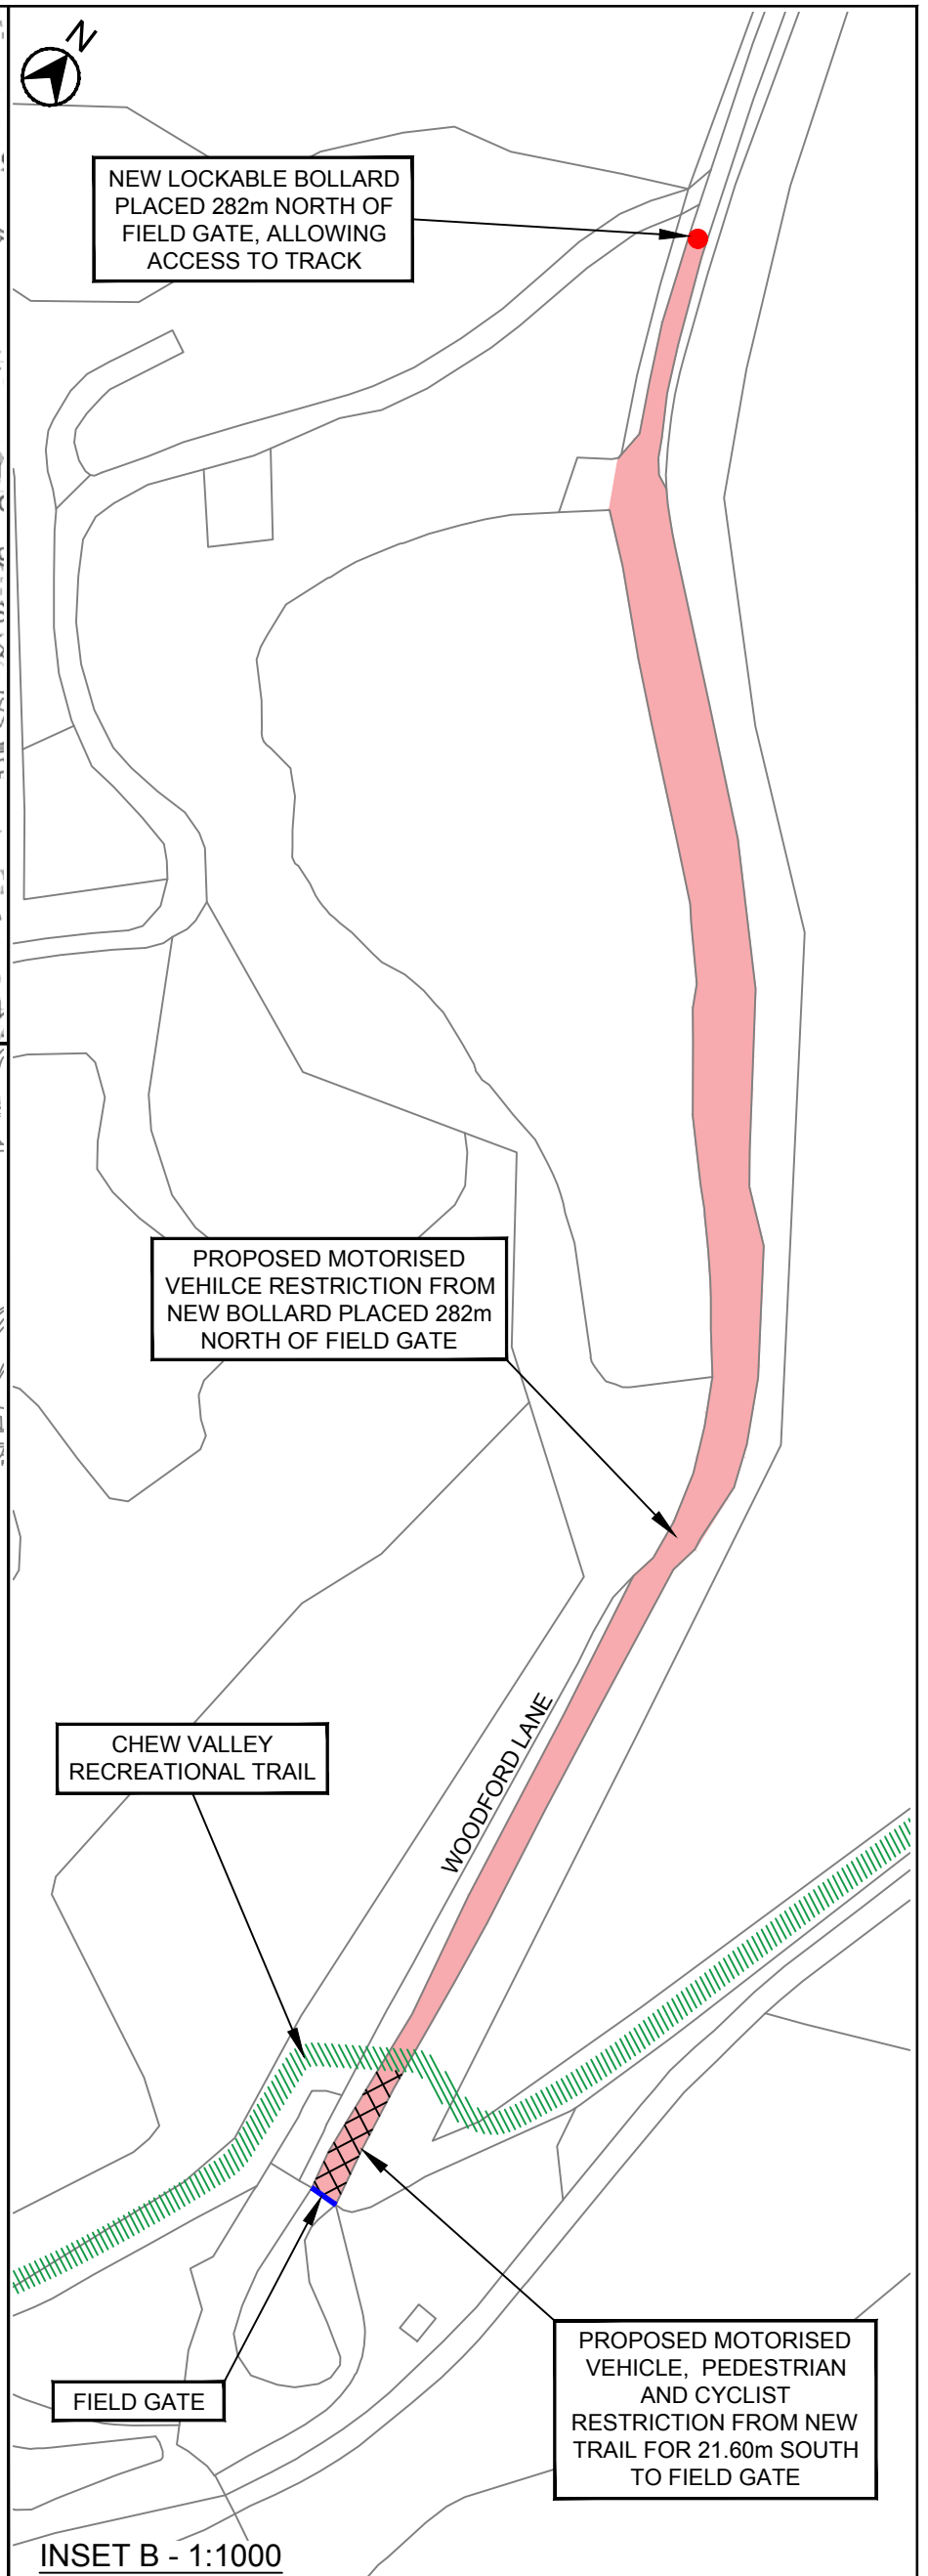 N
NEW LOCKABLE BOLLARD
PLACED 282m NORTH OF
FIELD GATE, ALLOWING
ACCESS TO TRACK
PROPOSED MOTORISED
VEHILCE RESTRICTION FROM
NEW BOLLARD PLACED 282m
NORTH OF FIELD GATE
CHEW VALLEY
RECREATIONAL TRAIL
WOODFORD LANE
FIELD GATE
PROPOSED MOTORISED
VEHICLE, PEDESTRIAN
AND CYCLIST
RESTRICTION FROM NEW
TRAIL FOR 21.60m SOUTH
TO FIELD GATE
INSET B - 1:1000